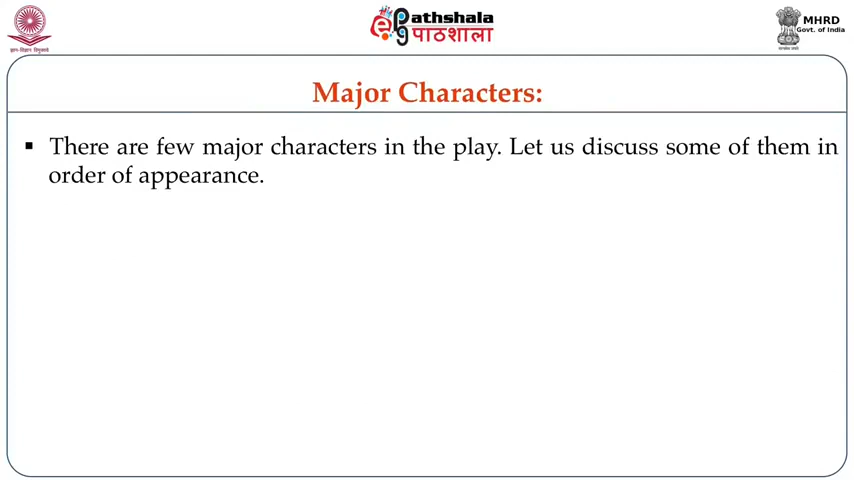 ePathshala
पाठशाला
MHRD
Govt. of India
Major Characters:
▪ There are few major characters in the play. Let us discuss some of them in
order of appearance.